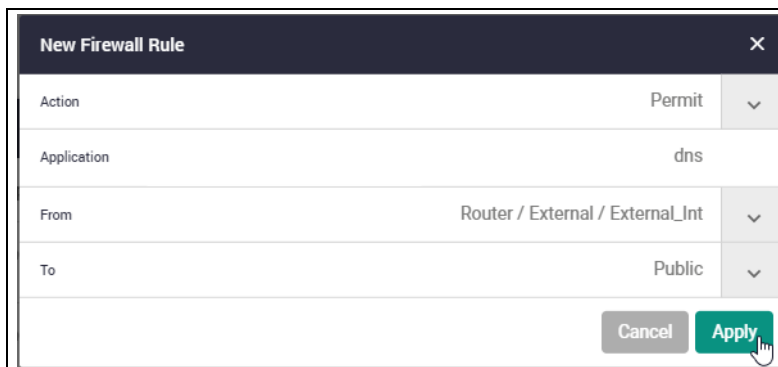 New Firewall Rule
Action Permit
Application dns
From Router / External / External_Int
To Public
Cancel Apply